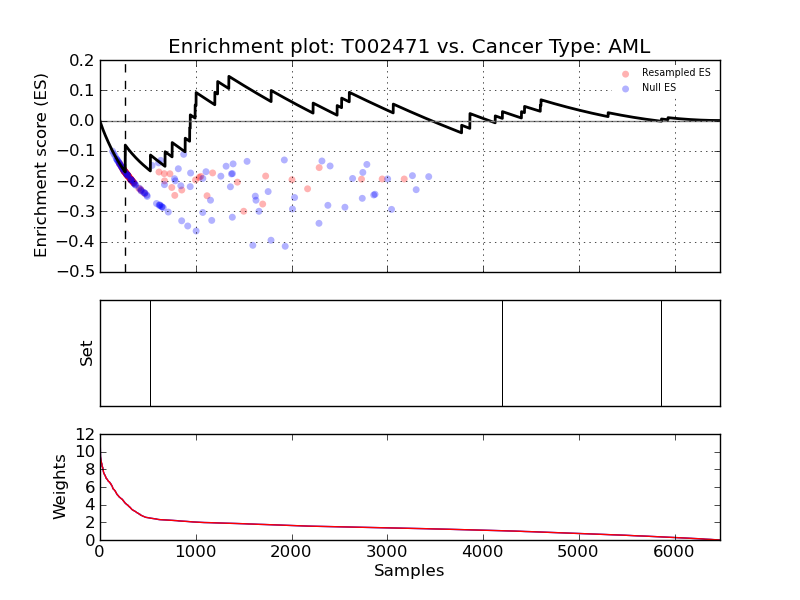 Enrichment plot: T002471 vs. Cancer Type: AML
Enrichment score (ES)
0.2
0.1
0.0
−0.1
−0.2
−0.3
−0.4
−0.5
Resampled ES
Null ES
Set
Weights
12
10
8
6
4
2
0
0 1000 2000 3000 4000 5000 6000
Samples